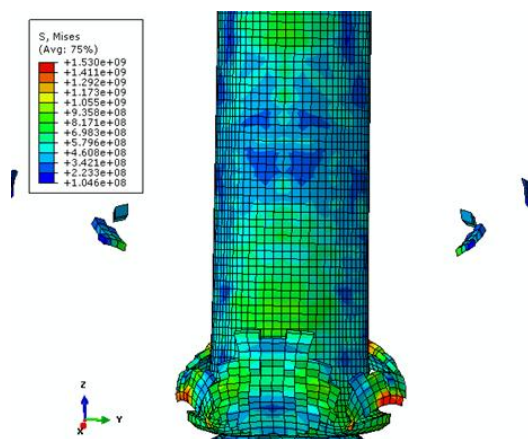 S, Mises
(Avg: 75%)
+1.530e+09
+1.411e+09
+1.292e+09
+1.173e+09
+1.055e+09
+9.358e+08
+8.171e+08
+6.983e+08
+5.796e+08
+4.608e+08
+3.421e+08
+2.233e+08
+1.046e+08
Z
Y
X